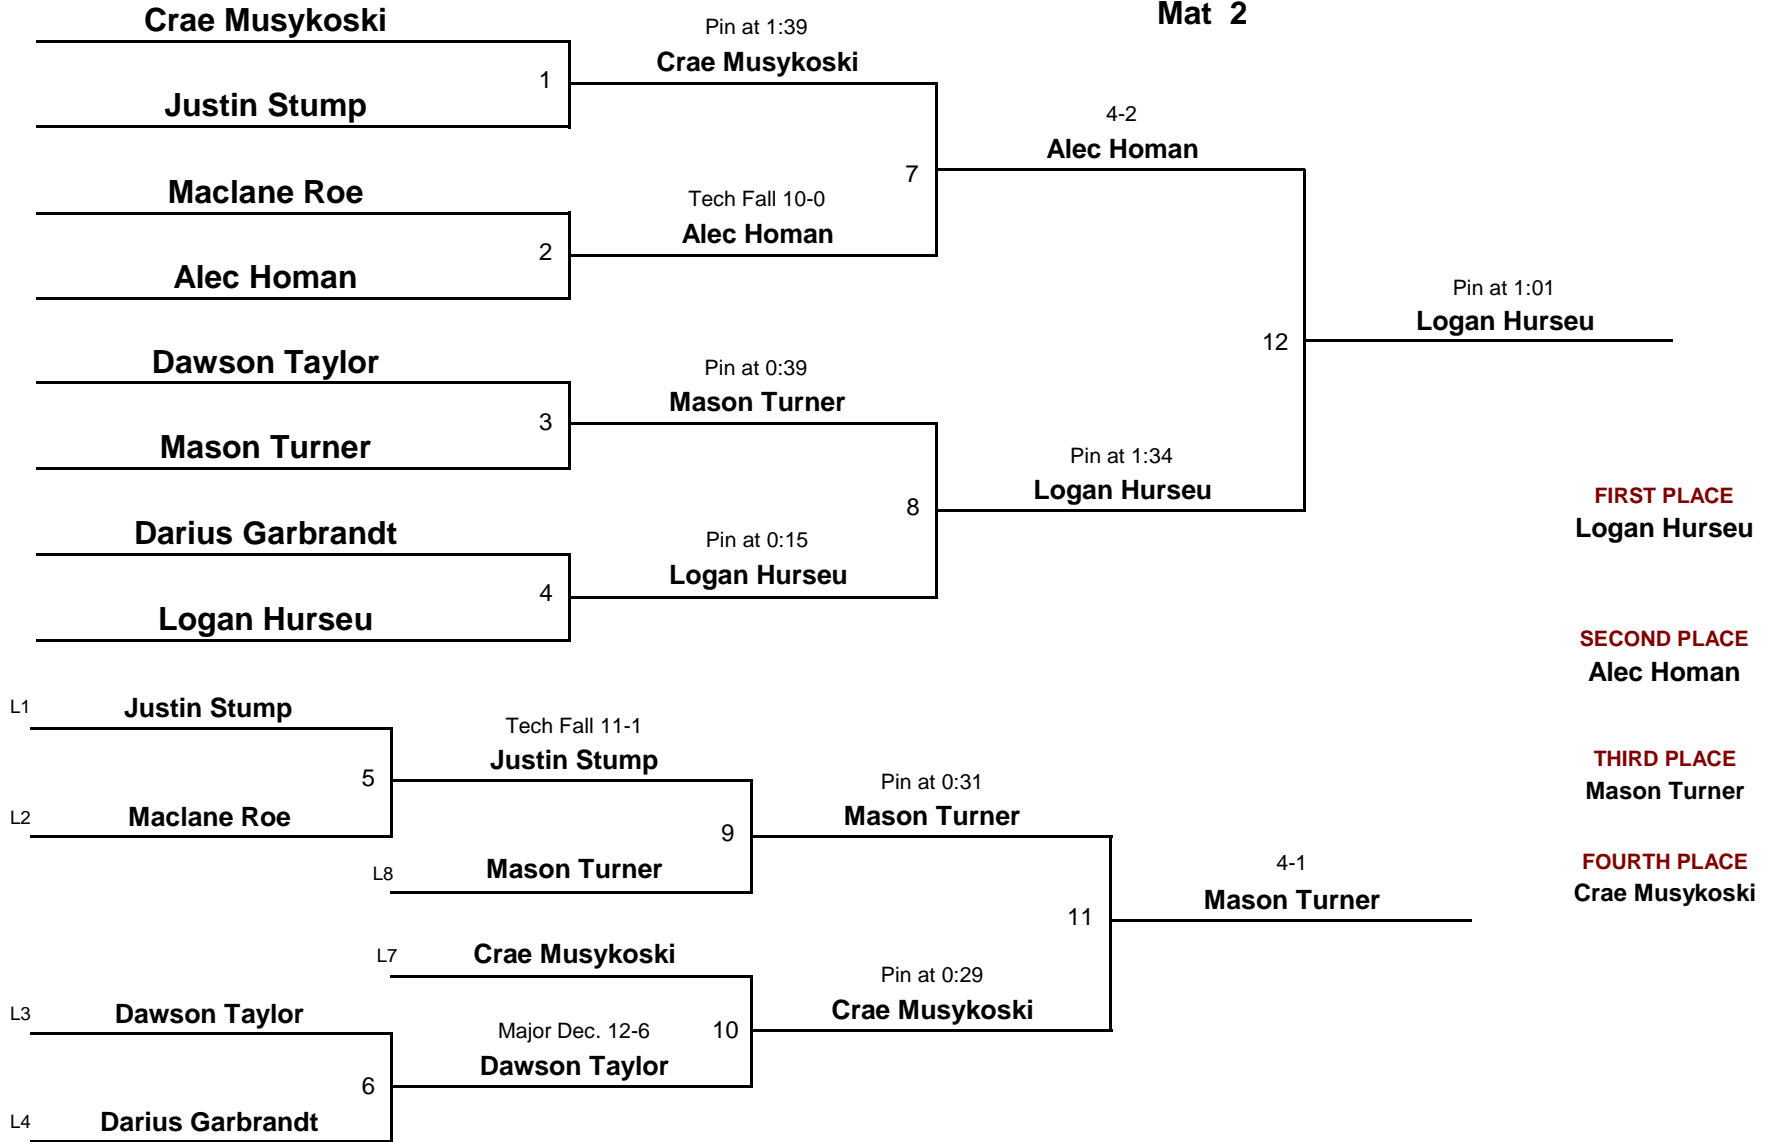 Mat 2
Crae Musykoski
Pin at 1:39
Crae Musykoski
1
Justin Stump
4-2
Alec Homan
7
Maclane Roe
Tech Fall 10-0
Alec Homan
2
Alec Homan
Pin at 1:01
Logan Hurseu
12
Dawson Taylor
Pin at 0:39
Mason Turner
3
Mason Turner
Pin at 1:34
Logan Hurseu
8
Darius Garbrandt
Pin at 0:15
Logan Hurseu
4
Logan Hurseu
FIRST PLACE
Logan Hurseu
SECOND PLACE
Alec Homan
THIRD PLACE
Mason Turner
FOURTH PLACE
Crae Musykoski
L1 Justin Stump
Tech Fall 11-1
Justin Stump
5
L2 Maclane Roe
Pin at 0:31
Mason Turner
9
L8 Mason Turner
4-1
Mason Turner
11
L7 Crae Musykoski
Pin at 0:29
Crae Musykoski
L3 Dawson Taylor
Major Dec. 12-6
10
Dawson Taylor
6
L4 Darius Garbrandt